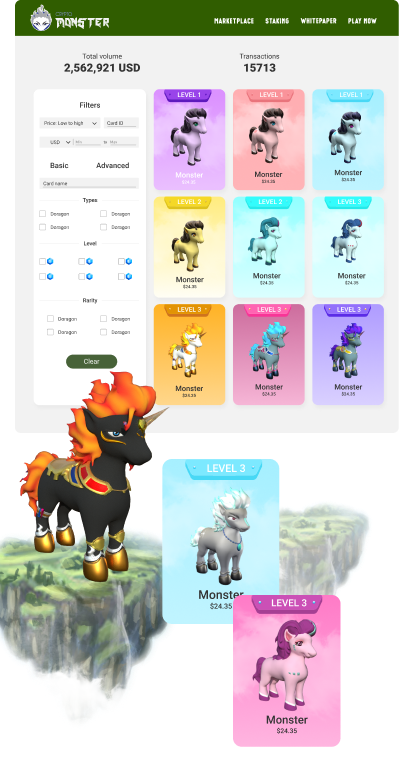 CRYPTO
MONSTER
MARKETPLACE STAKING WHITEPAPER PLAY NOW
Total volume
2,562,921 USD
Transactions
15713
Filters
Price: Low to high
Card ID
USD
Min
to
Max
Basic
Advanced
Card name
Types
Doragon
Doragon
Doragon
Doragon
Level
Rarity
Doragon
Doragon
Doragon
Doragon
Clear
LEVEL 1
Monster
$24.35
LEVEL 1
Monster
$24.35
LEVEL 1
Monster
$24.35
LEVEL 2
Monster
$24.35
LEVEL 2
Monster
$24.35
LEVEL 3
Monster
$24.35
LEVEL 3
Monster
$24.35
LEVEL 3
Monster
$24.35
LEVEL 3
Monster
$24.35
LEVEL 3
Monster
$24.35
LEVEL 3
Monster
$24.35